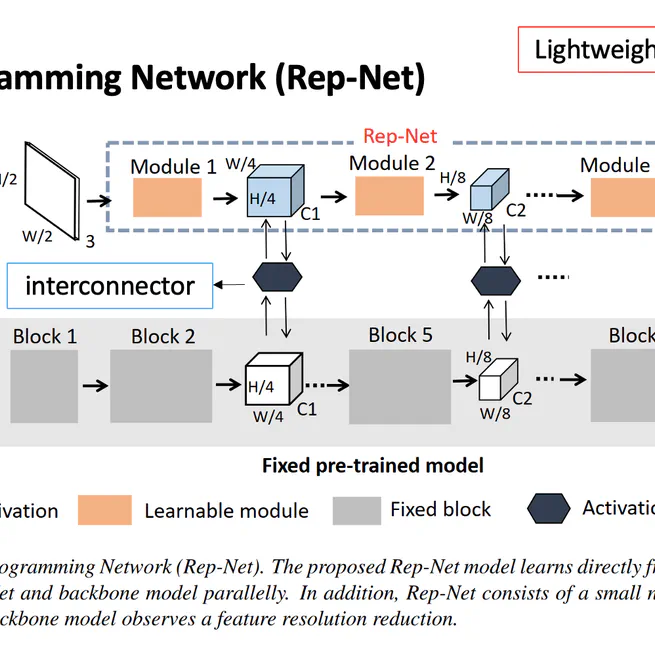 Lightweigh
amming Network (Rep-Net)
Rep-Net
Module 1
W/4
H/4
C1
Module 2
H/8
W/8
C2
Module
H/2
W/2
3
interconnector
Block 1
Block 2
H/4
W/4
C1
Block 5
H/8
W/8
C2
Block
Fixed pre-trained model
ivation
Learnable module
Fixed block
Activatio
ogramming Network (Rep-Net). The proposed Rep-Net model learns directly fr
et and backbone model parallelly. In addition, Rep-Net consists of a small n
ckbone model observes a feature resolution reduction.